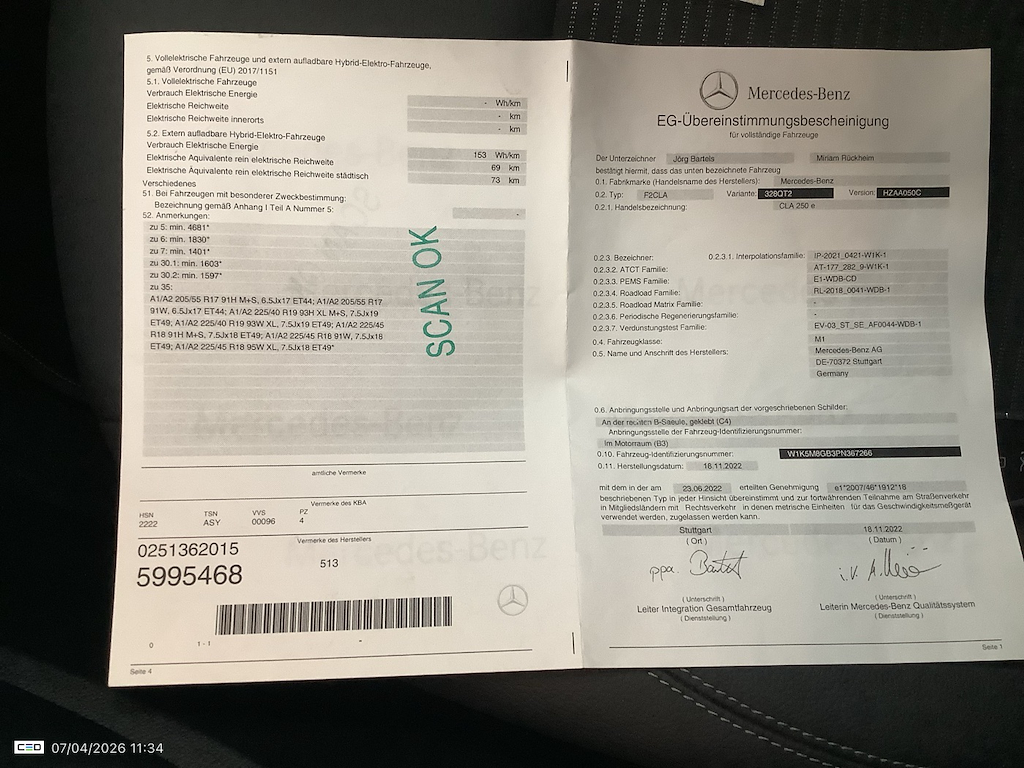 5. Vollelektrische Fahrzeuge und extern aufladbare Hybrid-Elektro-Fahrzeuge,
gemäß Verordnung (EU) 2017/1151
5.1. Vollelektrische Fahrzeuge
Verbrauch Elektrische Energie - Wh/km
Elektrische Reichweite - km
Elektrische Reichweite innerorts - km
5.2. Extern aufladbare Hybrid-Elektro-Fahrzeuge
Verbrauch Elektrische Energie 153 Wh/km
Elektrische Äquivalente rein elektrische Reichweite 69 km
Elektrische Äquivalente rein elektrische Reichweite städtisch 73 km
Verschiedenes
51. Bei Fahrzeugen mit besonderer Zweckbestimmung:
Bezeichnung gemäß Anhang I Teil A Nummer 5: -
52. Anmerkungen:
zu 5: min. 4681*
zu 6: min. 1830*
zu 7: min. 1401*
zu 30.1: min. 1603*
zu 30.2: min. 1597*
zu 35:
A1/A2 205/55 R17 91H M+S, 6.5Jx17 ET44; A1/A2 205/55 R17
91W, 6.5Jx17 ET44; A1/A2 225/40 R19 93H XL M+S, 7.5Jx19
ET49; A1/A2 225/40 R19 93W XL, 7.5Jx19 ET49; A1/A2 225/45
R18 91H M+S, 7.5Jx18 ET49; A1/A2 225/45 R18 91W, 7.5Jx18
ET49; A1/A2 225/45 R18 95W XL, 7.5Jx18 ET49*
SCAN OK
amtliche Vermerke
Vermerke des KBA
HSN TSN VVS PZ
2222 ASY 00096 4
Vermerke des Herstellers
0251362015
513
5995468
0 1 - 1 -
Seite 4
Mercedes-Benz
EG-Übereinstimmungsbescheinigung
für vollständige Fahrzeuge
Der Unterzeichner Jörg Bartels Miriam Rückheim
bestätigt hiermit, dass das unten bezeichnete Fahrzeug
0.1. Fabrikmarke (Handelsname des Herstellers): Mercedes-Benz
0.2. Typ: F2CLA Variante: 328QT2 Version: HZAA050C
0.2.1. Handelsbezeichnung: CLA 250 e
0.2.3. Bezeichner: 0.2.3.1. Interpolationsfamilie: IP-2021_0421-W1K-1
0.2.3.2. ATCT Familie: AT-177_282_9-W1K-1
0.2.3.3. PEMS Familie: E1-WDB-CD
0.2.3.4. Roadload Familie: RL-2018_0041-WDB-1
0.2.3.5. Roadload Matrix Familie: -
0.2.3.6. Periodische Regenerierungsfamilie: -
0.2.3.7. Verdunstungstest Familie: EV-03_ST_SE_AF0044-WDB-1
0.4. Fahrzeugklasse: M1
0.5. Name und Anschrift des Herstellers: Mercedes-Benz AG
DE-70372 Stuttgart
Germany
0.6. Anbringungsstelle und Anbringungsart der vorgeschriebenen Schilder:
An der rechten B-Saeule, geklebt (C4)
Anbringungsstelle der Fahrzeug-Identifizierungsnummer:
Im Motorraum (B3)
0.10. Fahrzeug-Identifizierungsnummer: W1K5M8GB3PN367266
0.11. Herstellungsdatum: 18.11.2022
mit dem in der am 23.06.2022 erteilten Genehmigung e1*2007/46*1912*18
beschriebenen Typ in jeder Hinsicht übereinstimmt und zur fortwährenden Teilnahme am Straßenverkehr
in Mitgliedsländern mit Rechtsverkehr in denen metrische Einheiten für das Geschwindigkeitsmeßgerät
verwendet werden, zugelassen werden kann.
Stuttgart 18.11.2022
( Ort ) ( Datum )
ppa. i.V.
( Unterschrift ) ( Unterschrift )
Leiter Integration Gesamtfahrzeug Leiterin Mercedes-Benz Qualitätssystem
( Dienststellung ) ( Dienststellung )
Seite 1
CEO 07/04/2026 11:34